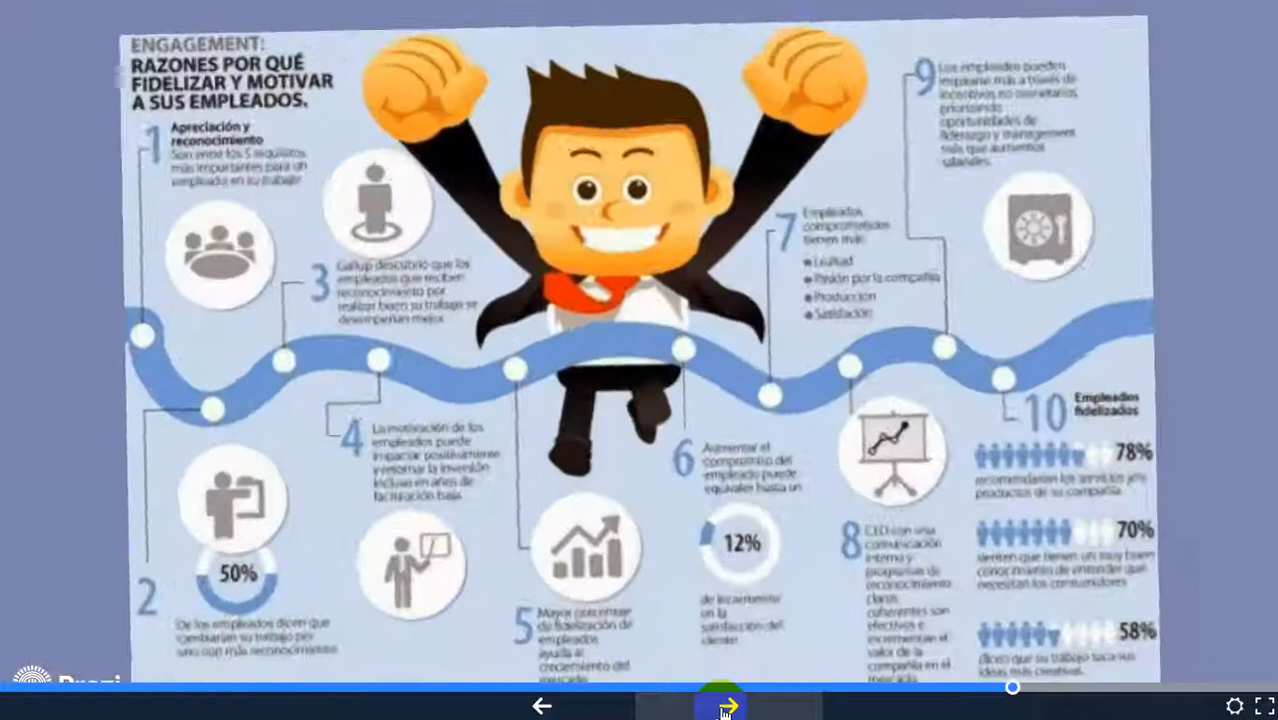 ENGAGEMENT:
RAZONES POR QUÉ
FIDELIZAR Y MOTIVAR
A SUS EMPLEADOS.
1
Apreciación y
reconocimiento
Son entre los 5 requisitos
más importantes para un
empleado en su trabajo
2
50%
De los empleados dicen que
cambiarían su trabajo por
uno con más reconocimiento
3
Gallup descubrió que los
empleados que reciben
reconocimiento por
realizar buen su trabajo se
desempeñan mejor.
4
La motivación de los
empleados puede
impactar positivamente
y retornar la inversión
incluso en años de
facturación baja.
5
Mayor porcentaje
de fidelización de
empleados
ayuda al
crecimiento del
mercado
6
Aumentar el
compromiso del
empleado puede
equivaler hasta un
12%
de incremento
en la
satisfacción del
cliente
7
Empleados
comprometidos
tienen más:
Lealtad
Pasión por la compañía
Producción
Satisfacción
8
CEO con una
comunicación
interna y
programas de
reconocimiento
claros,
coherentes son
efectivos e
incrementan el
valor de la
compañía en el
mercado
9
Los empleados pueden
inspirarse más a través de
incentivos no monetarios
priorizando
oportunidades de
liderazgo y management
más que aumentos
salariales.
10
Empleados
fidelizados
78%
recomendarían los servicios y/o
productos de su compañía.
70%
sienten que tienen un muy buen
conocimiento de entender qué
necesitan los consumidores
58%
dicen que su trabajo saca sus
ideas más creativas.
Prezi